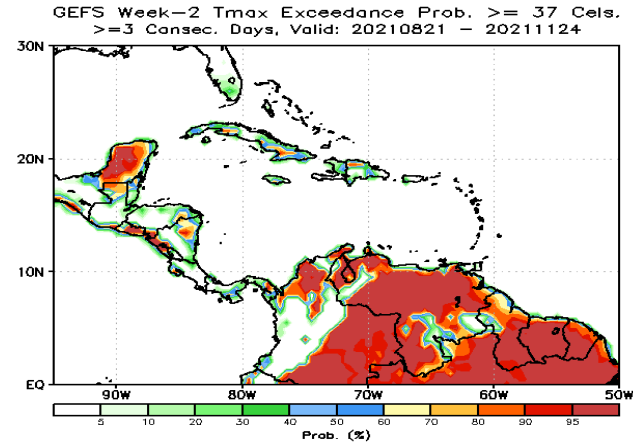 GEFS Week-2 Tmax Exceedance Prob. >= 37 Cels.
>=3 Cansec. Days, Valid: 20210821 - 20211124
30N
20N
10N
EQ
90W 80W 70W 60W 50W
5 10 20 30 40 50 60 70 80 90 95
Prob. (%)